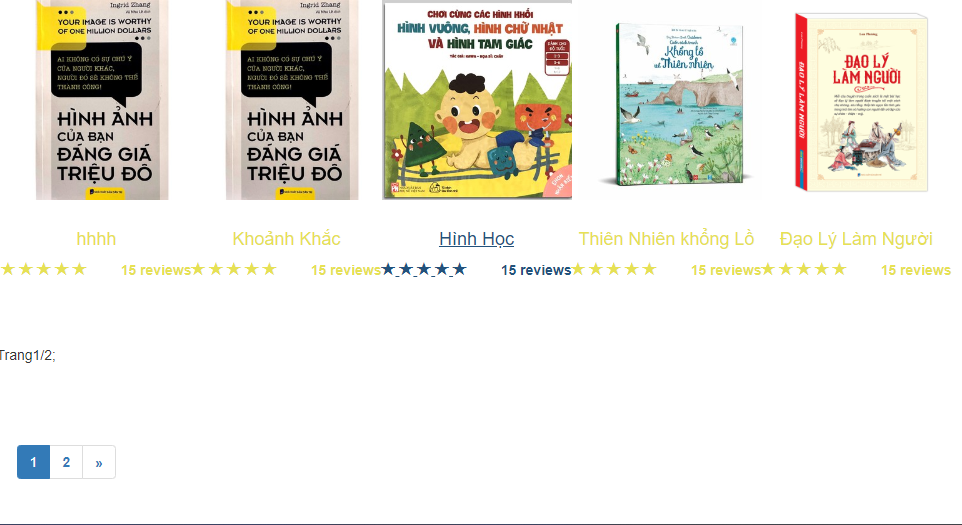 Ingrid Zhang
YOUR IMAGE IS WORTHY
OF ONE MILLION DOLLARS
AI KHÔNG CÓ SỰ CHÚ Ý
CỦA NGƯỜI KHÁC,
NGƯỜI ĐÓ SẼ KHÔNG THỂ
THÀNH CÔNG!
HÌNH ẢNH
CỦA BẠN
ĐÁNG GIÁ
TRIỆU ĐÔ
Ingrid Zhang
YOUR IMAGE IS WORTHY
OF ONE MILLION DOLLARS
AI KHÔNG CÓ SỰ CHÚ Ý
CỦA NGƯỜI KHÁC,
NGƯỜI ĐÓ SẼ KHÔNG THỂ
THÀNH CÔNG!
HÌNH ẢNH
CỦA BẠN
ĐÁNG GIÁ
TRIỆU ĐÔ
CHƠI CÙNG CÁC HÌNH KHỐI
HÌNH VUÔNG, HÌNH CHỮ NHẬT
VÀ HÌNH TAM GIÁC
Khổng lồ
Thiên nhiên
ĐẠO LÝ
LÀM NGƯỜI
ĐẠO LÝ LÀM NGƯỜI
hhhh
Khoảnh Khắc
Hình Học
Thiên Nhiên khổng Lồ
Đạo Lý Làm Người
★★★★★ 15 reviews
★★★★★ 15 reviews
★★★★★ 15 reviews
★★★★★ 15 reviews
★★★★★ 15 reviews
Trang1/2;
1 2 »